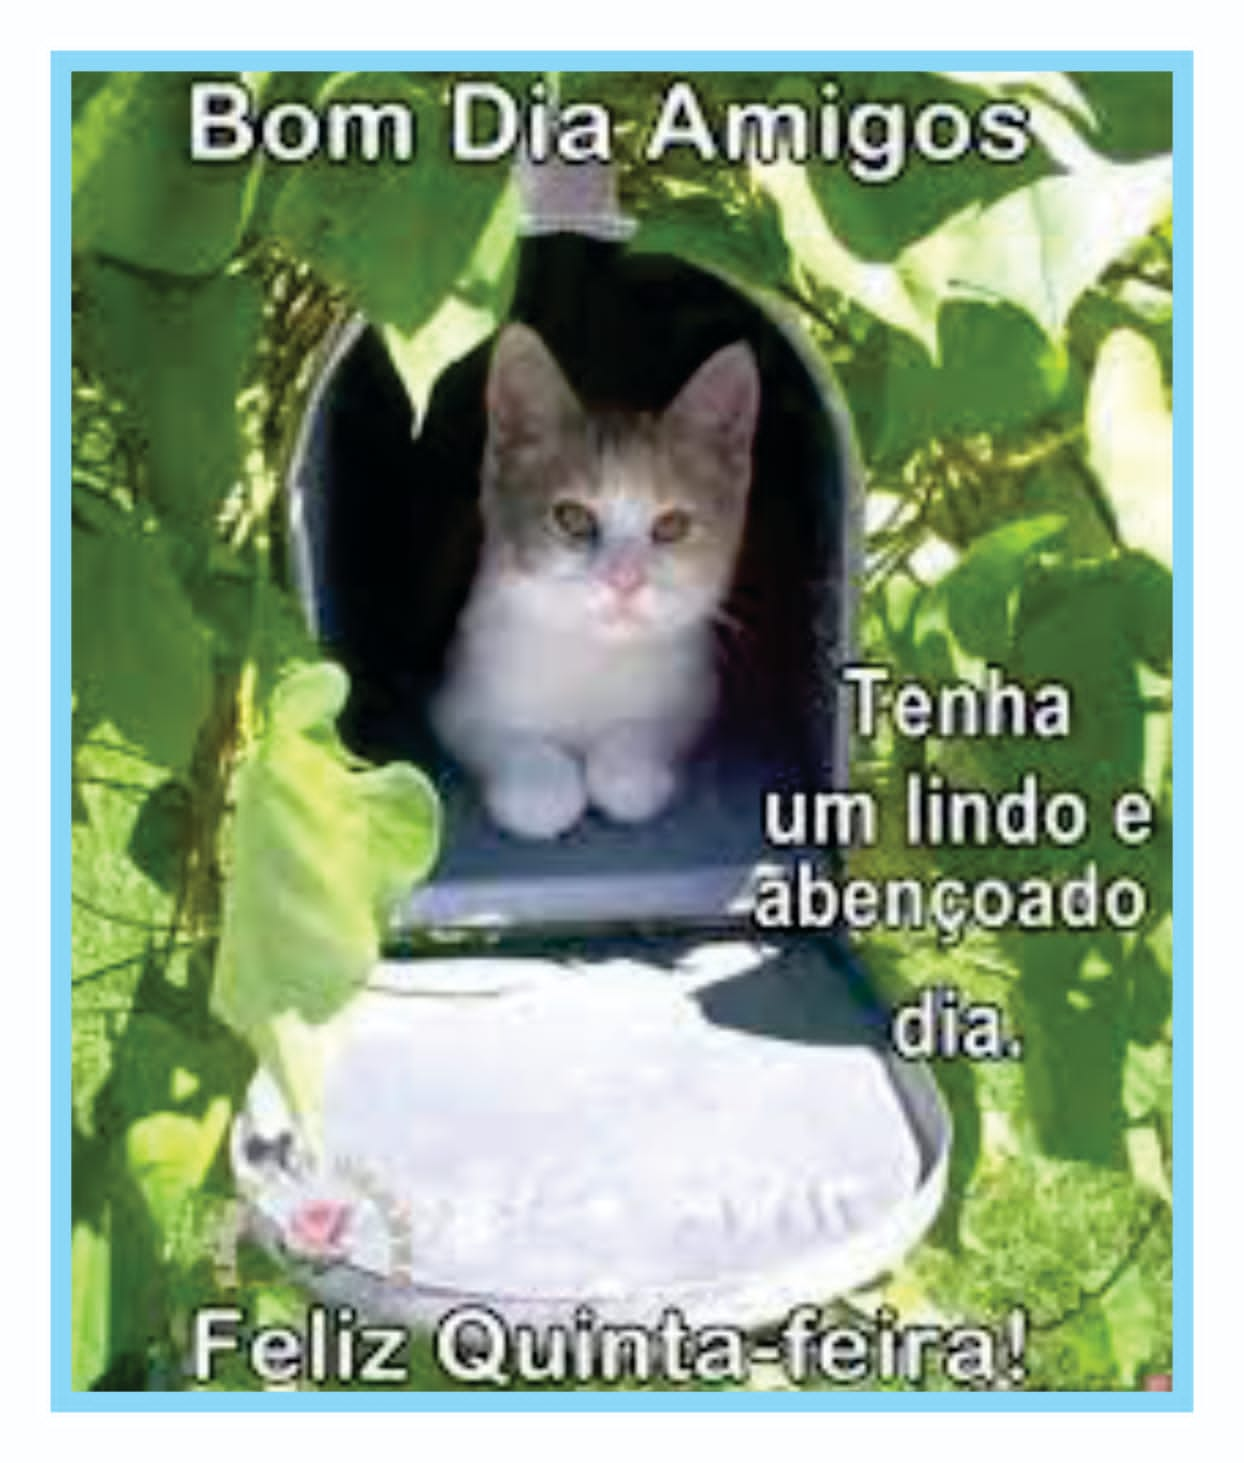 Bom Dia Amigos
Tenha
um lindo e
abençoado
dia.
Feliz Quinta-feira!